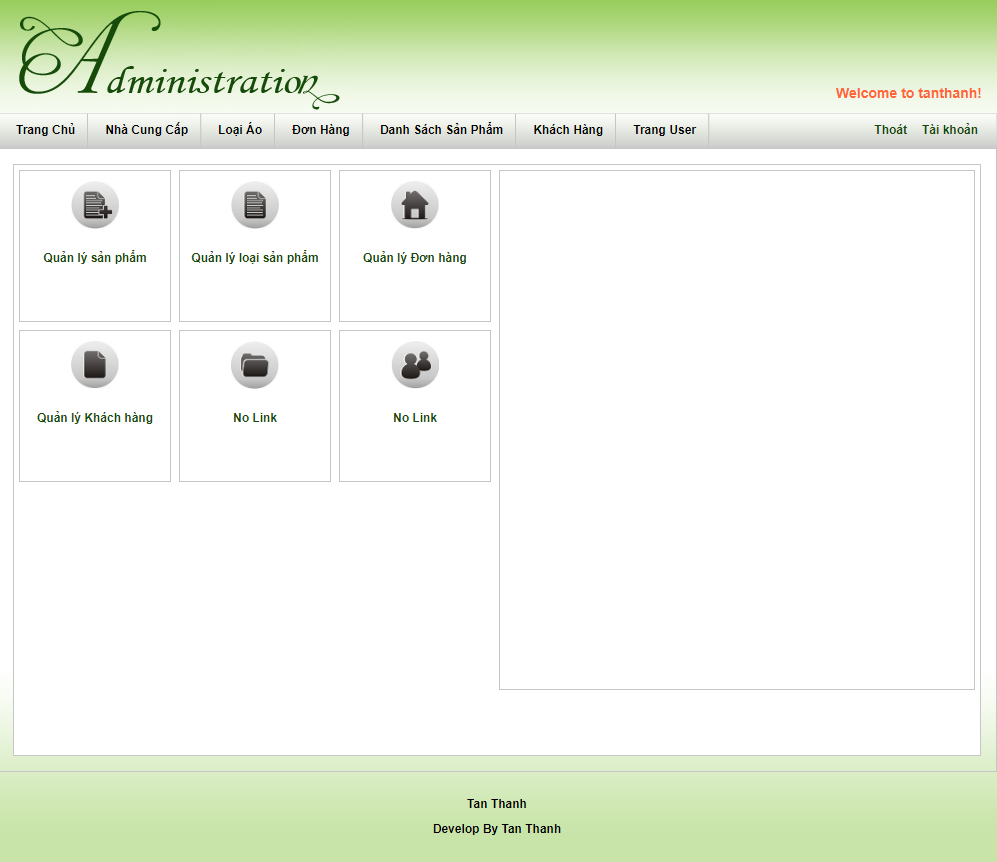 Administration
Welcome to tanthanh!
Trang Chủ Nhà Cung Cấp Loại Áo Đơn Hàng Danh Sách Sản Phẩm Khách Hàng Trang User Thoát Tài khoản
Quản lý sản phẩm Quản lý loại sản phẩm Quản lý Đơn hàng
Quản lý Khách hàng No Link No Link
Tan Thanh
Develop By Tan Thanh